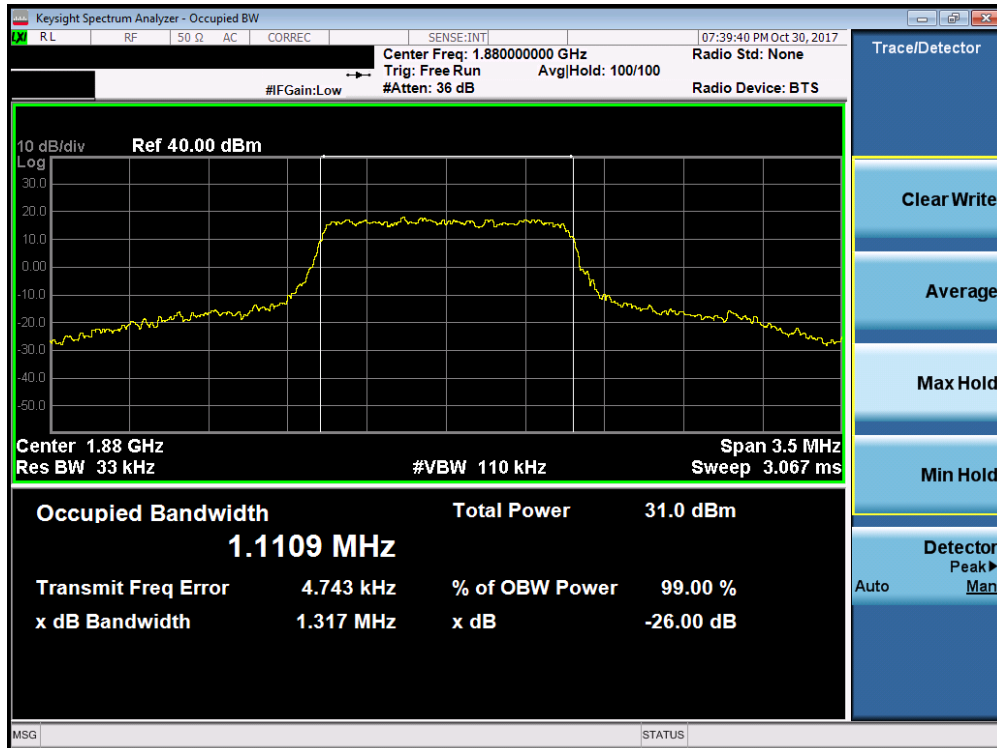 Keysight Spectrum Analyzer - Occupied BW
LXI RL RF 50 Ω AC CORREC SENSE:INT 07:39:40 PM Oct 30, 2017
Center Freq: 1.880000000 GHz Radio Std: None
Trig: Free Run Avg|Hold: 100/100
#IFGain:Low #Atten: 36 dB Radio Device: BTS
10 dB/div Ref 40.00 dBm
Log
30.0
20.0
10.0
0.00
-10.0
-20.0
-30.0
-40.0
-50.0
Center 1.88 GHz Span 3.5 MHz
Res BW 33 kHz #VBW 110 kHz Sweep 3.067 ms
Occupied Bandwidth Total Power 31.0 dBm
1.1109 MHz
Transmit Freq Error 4.743 kHz % of OBW Power 99.00 %
x dB Bandwidth 1.317 MHz x dB -26.00 dB
MSG STATUS
Trace/Detector
Clear Write
Average
Max Hold
Min Hold
Detector
Peak▶
Auto Man